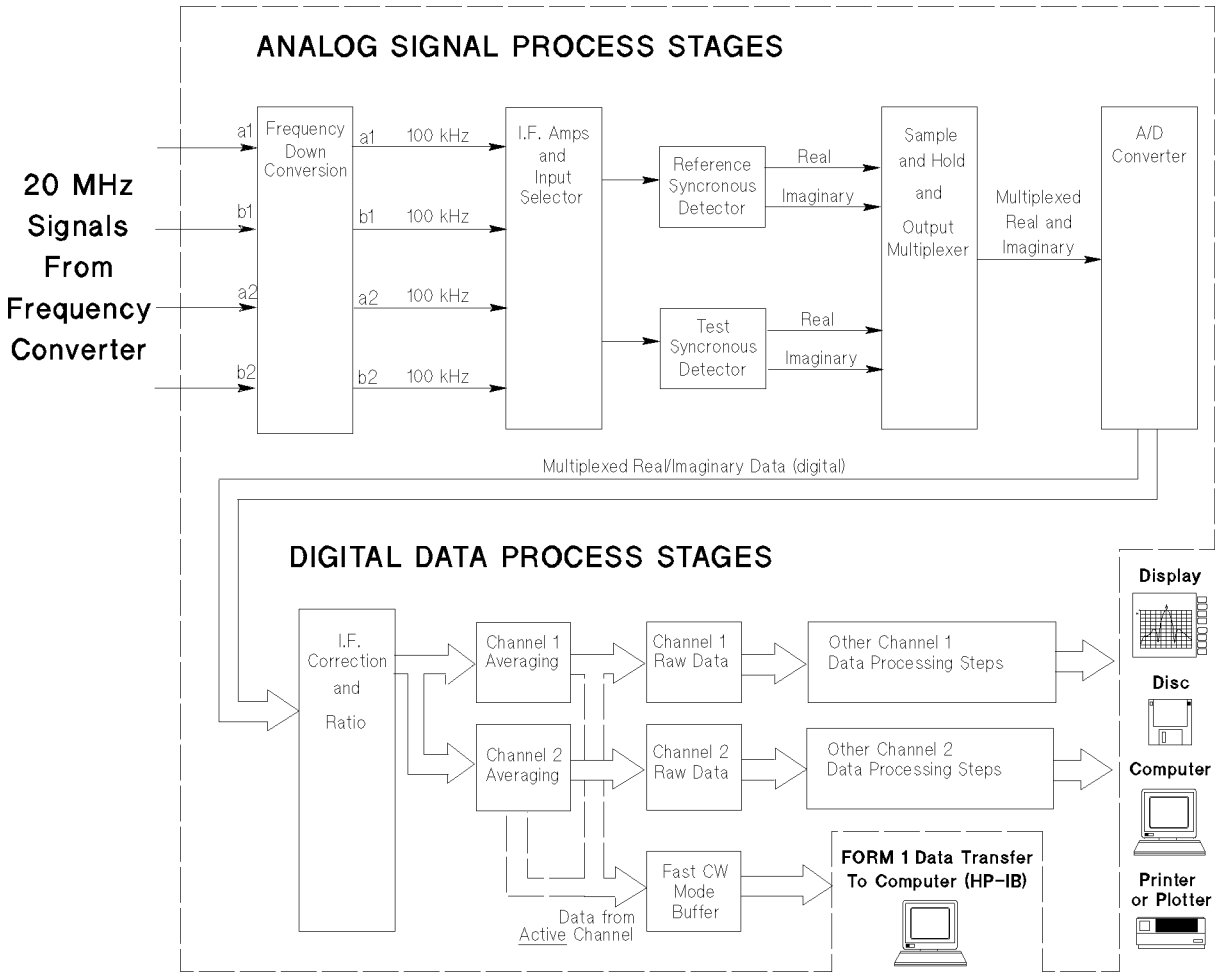 ANALOG SIGNAL PROCESS STAGES
20 MHz
Signals
From
Frequency
Converter
a1
b1
a2
b2
Frequency
Down
Conversion
a1 100 kHz
b1 100 kHz
a2 100 kHz
b2 100 kHz
I.F. Amps
and
Input
Selector
Reference
Syncronous
Detector
Real
Imaginary
Test
Syncronous
Detector
Real
Imaginary
Sample
and Hold
and
Output
Multiplexer
Multiplexed
Real and
Imaginary
A/D
Converter
Multiplexed Real/Imaginary Data (digital)
DIGITAL DATA PROCESS STAGES
I.F.
Correction
and
Ratio
Channel 1
Averaging
Channel 1
Raw Data
Other Channel 1
Data Processing Steps
Channel 2
Averaging
Channel 2
Raw Data
Other Channel 2
Data Processing Steps
Data from
Active Channel
Fast CW
Mode
Buffer
FORM 1 Data Transfer
To Computer (HP-IB)
Display
Disc
Computer
Printer
or Plotter